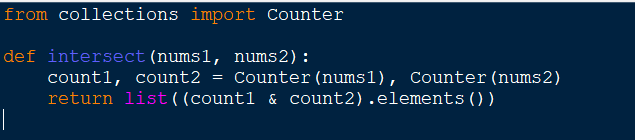 from collections import Counter
def intersect(nums1, nums2):
    count1, count2 = Counter(nums1), Counter(nums2)
    return list((count1 & count2).elements())